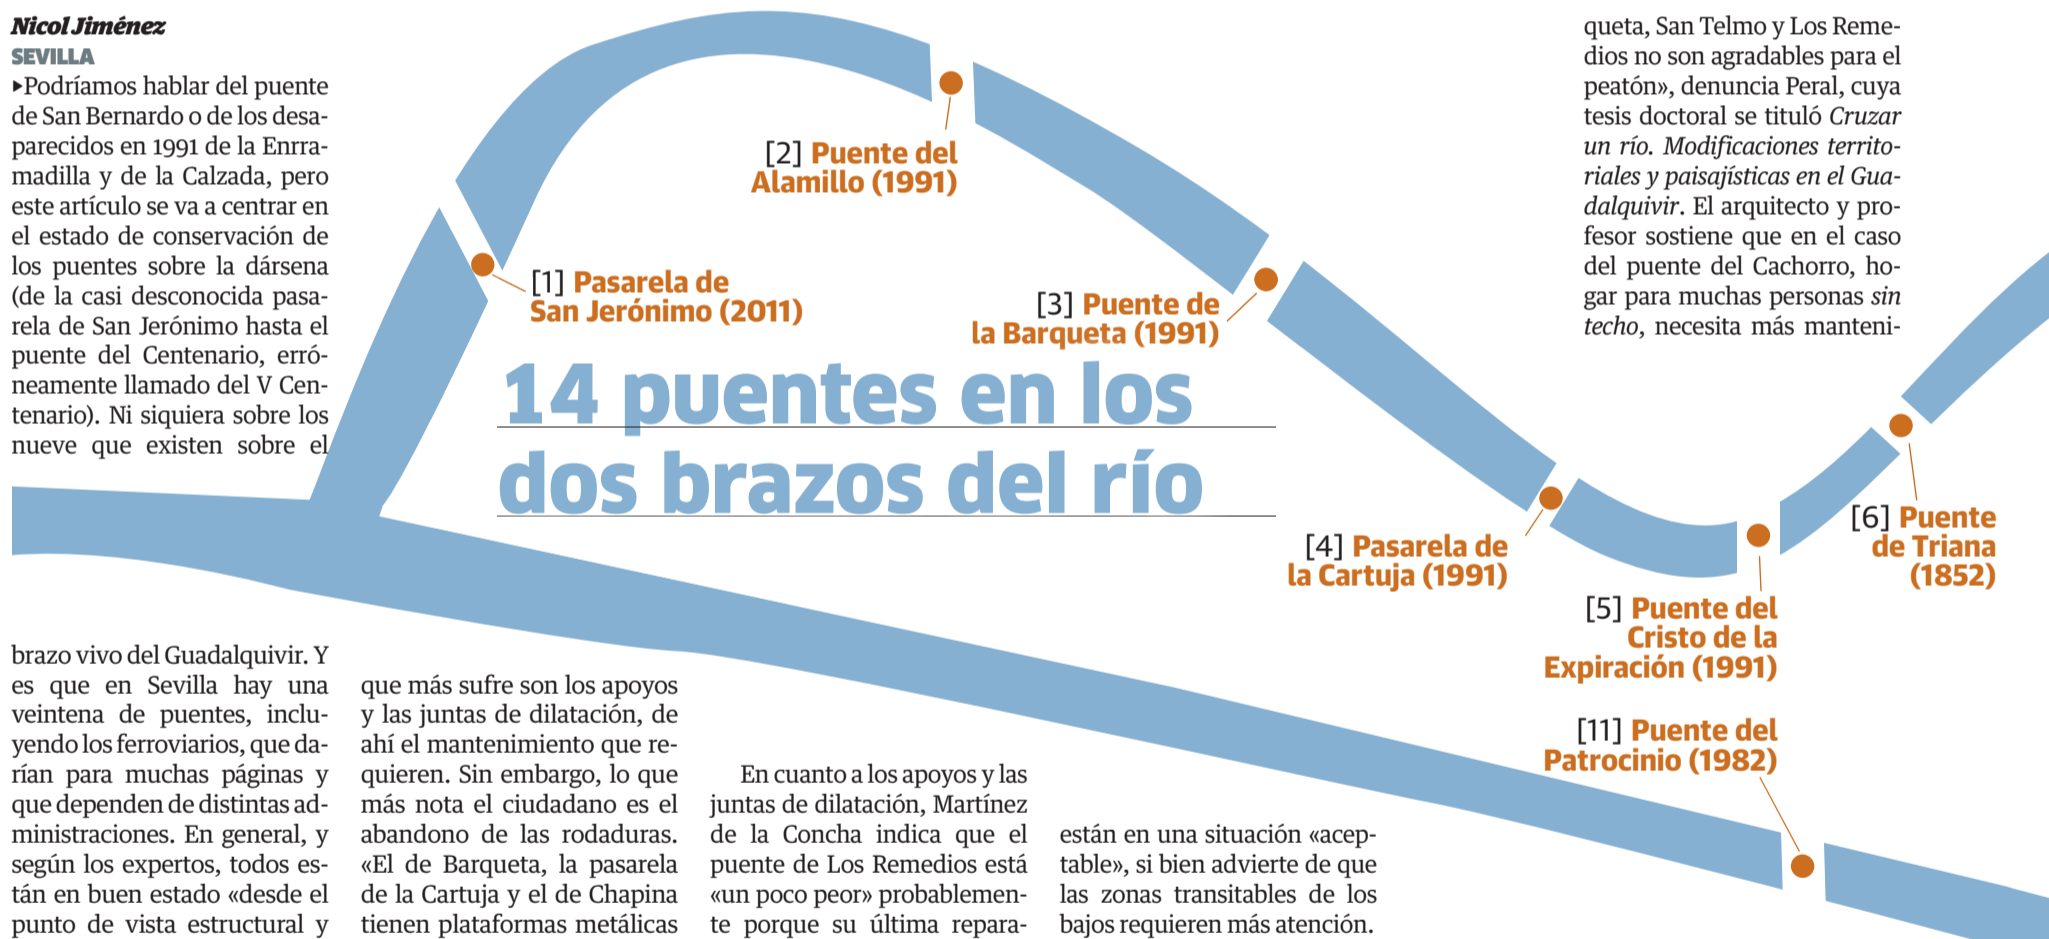 Nicol Jiménez
SEVILLA
▸Podríamos hablar del puente
de San Bernardo o de los desa-
parecidos en 1991 de la Enrra-
madilla y de la Calzada, pero
este artículo se va a centrar en
el estado de conservación de
los puentes sobre la dársena
(de la casi desconocida pasa-
rela de San Jerónimo hasta el
puente del Centenario, erró-
neamente llamado del V Cen-
tenario). Ni siquiera sobre los
nueve que existen sobre el
brazo vivo del Guadalquivir. Y
es que en Sevilla hay una
veintena de puentes, inclu-
yendo los ferroviarios, que da-
rían para muchas páginas y
que dependen de distintas ad-
ministraciones. En general, y
según los expertos, todos es-
tán en buen estado «desde el
punto de vista estructural y
que más sufre son los apoyos
y las juntas de dilatación, de
ahí el mantenimiento que re-
quieren. Sin embargo, lo que
más nota el ciudadano es el
abandono de las rodaduras.
«El de Barqueta, la pasarela
de la Cartuja y el de Chapina
tienen plataformas metálicas
En cuanto a los apoyos y las
juntas de dilatación, Martínez
de la Concha indica que el
puente de Los Remedios está
«un poco peor» probablemen-
te porque su última repara-
están en una situación «acep-
table», si bien advierte de que
las zonas transitables de los
bajos requieren más atención.
queta, San Telmo y Los Reme-
dios no son agradables para el
peatón», denuncia Peral, cuya
tesis doctoral se tituló Cruzar
un río. Modificaciones territo-
riales y paisajísticas en el Gua-
dalquivir. El arquitecto y pro-
fesor sostiene que en el caso
del puente del Cachorro, ho-
gar para muchas personas sin
techo, necesita más manteni-
14 puentes en los
dos brazos del río
[1] Pasarela de
San Jerónimo (2011)
[2] Puente del
Alamillo (1991)
[3] Puente de
la Barqueta (1991)
[4] Pasarela de
la Cartuja (1991)
[5] Puente del
Cristo de la
Expiración (1991)
[6] Puente
de Triana
(1852)
[11] Puente del
Patrocinio (1982)